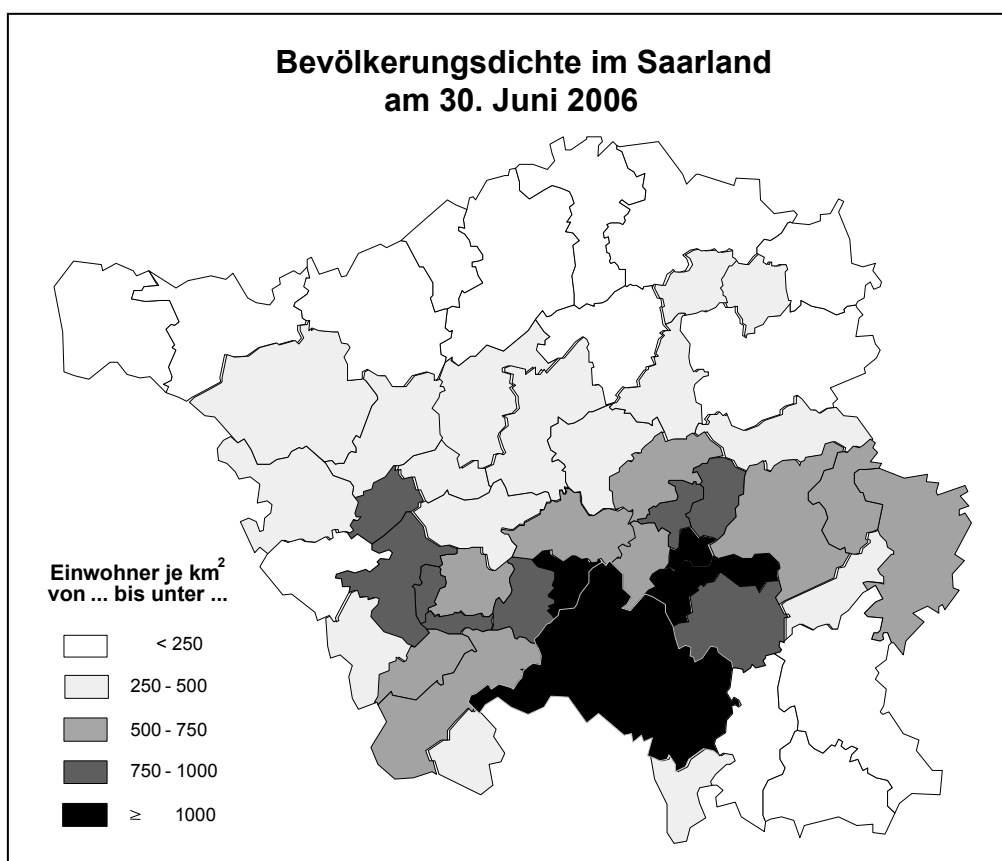 Bevölkerungsdichte im Saarland
am 30. Juni 2006
Einwohner je km²
von ... bis unter ...
< 250
250 - 500
500 - 750
750 - 1000
≥ 1000